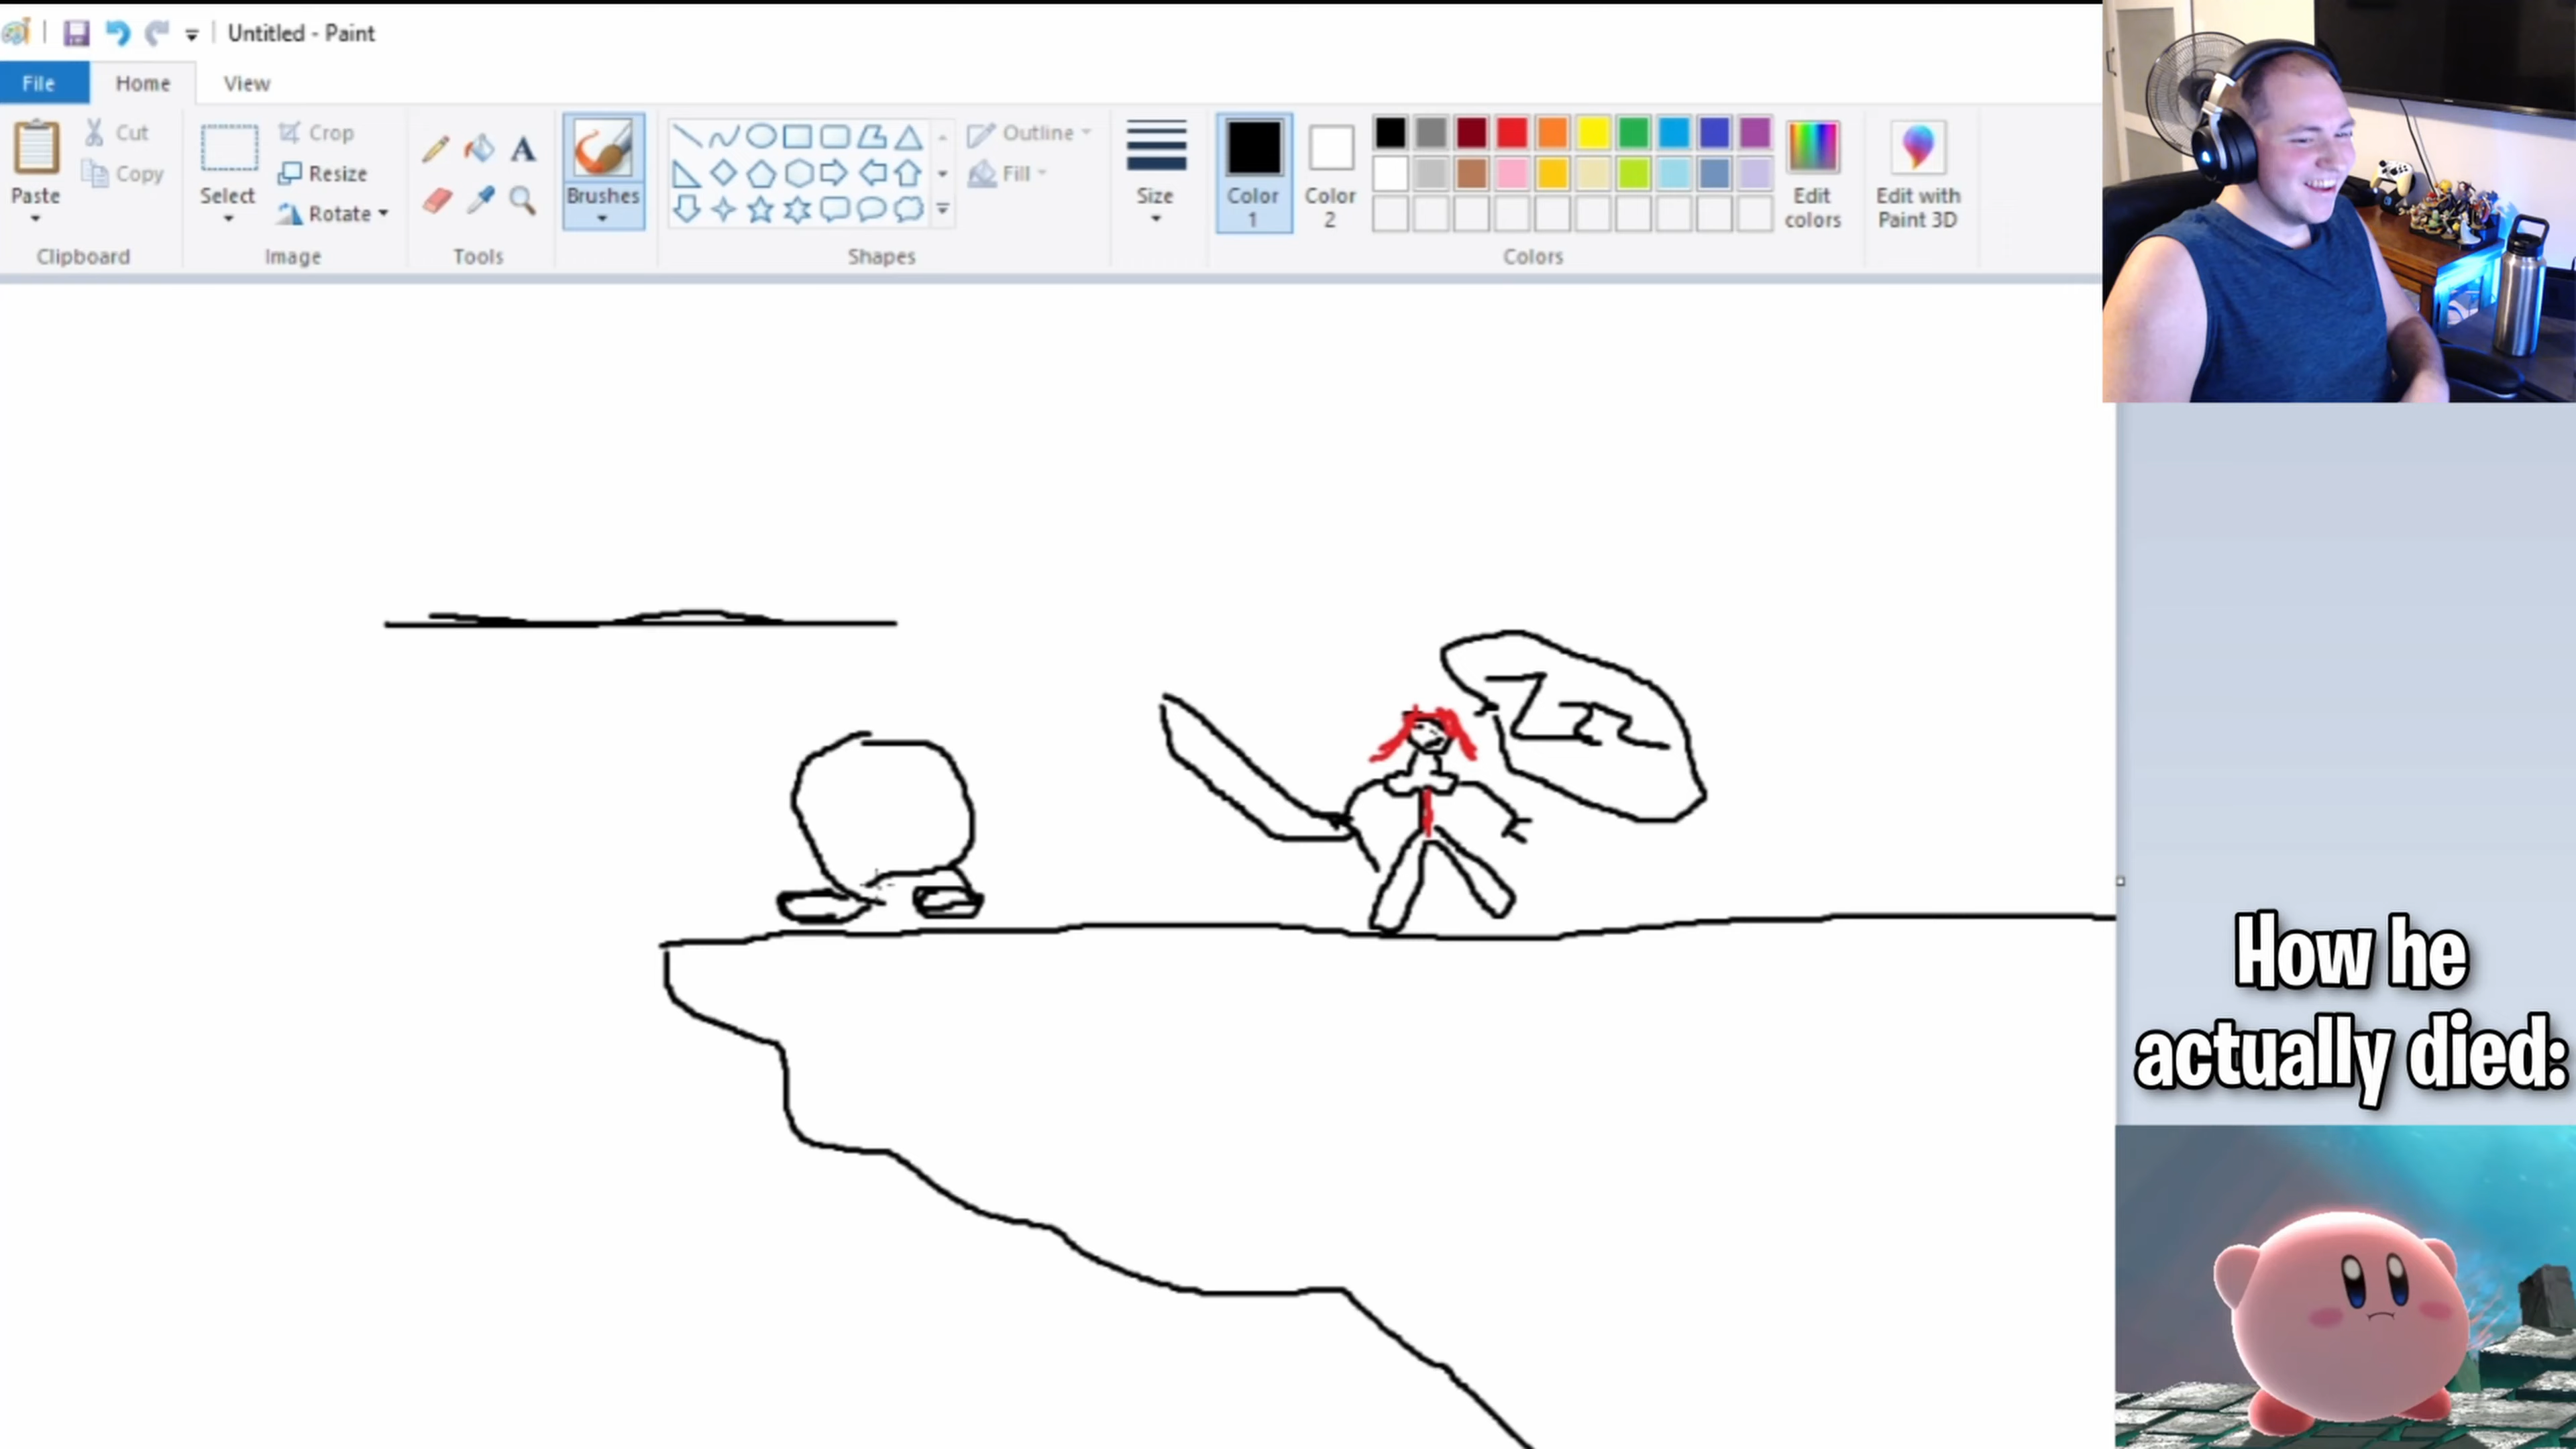 Untitled - Paint
File Home View
Paste
Cut
Copy
Clipboard
Select
Crop
Resize
Rotate
Image
A
Tools
Brushes
Shapes
Outline
Fill
Size
Color
1
Color
2
Colors
Edit
colors
Edit with
Paint 3D
Zzz
How he
actually died: